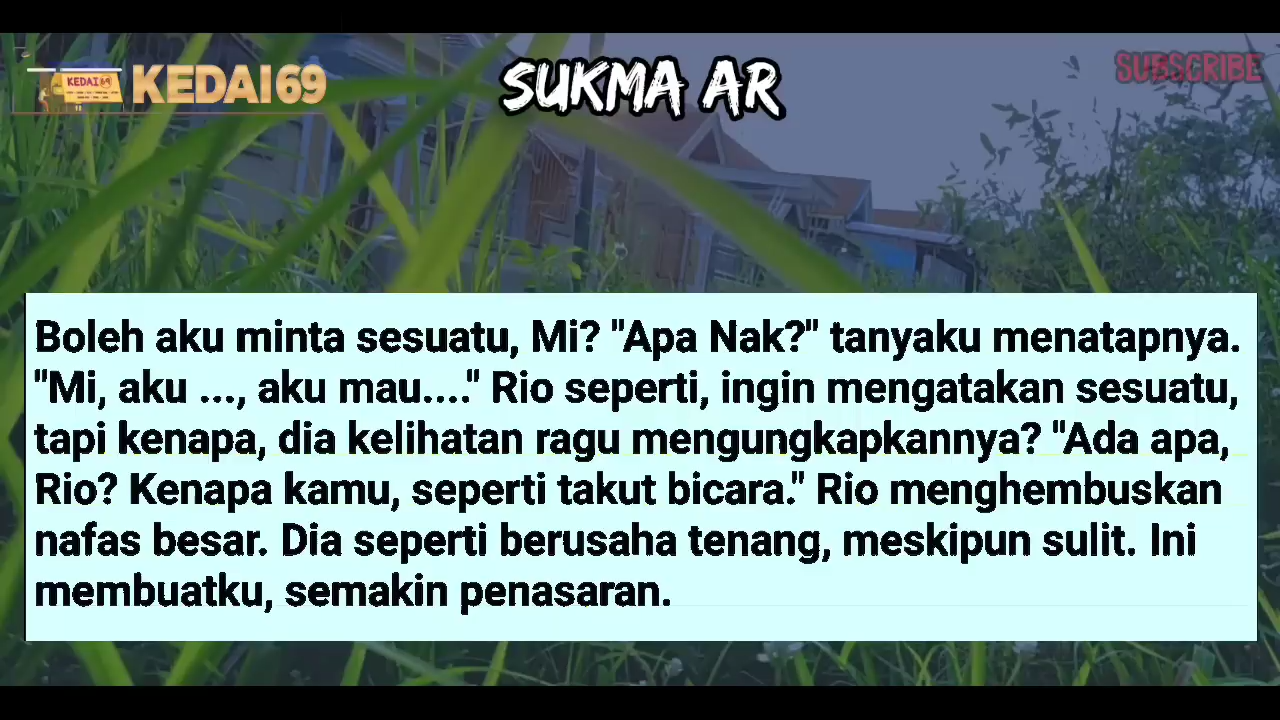 KEDAI69
KEDAI69
SUKMA AR
SUBSCRIBE
Boleh aku minta sesuatu, Mi? "Apa Nak?" tanyaku menatapnya.
"Mi, aku ..., aku mau...." Rio seperti, ingin mengatakan sesuatu,
tapi kenapa, dia kelihatan ragu mengungkapkannya? "Ada apa,
Rio? Kenapa kamu, seperti takut bicara." Rio menghembuskan
nafas besar. Dia seperti berusaha tenang, meskipun sulit. Ini
membuatku, semakin penasaran.